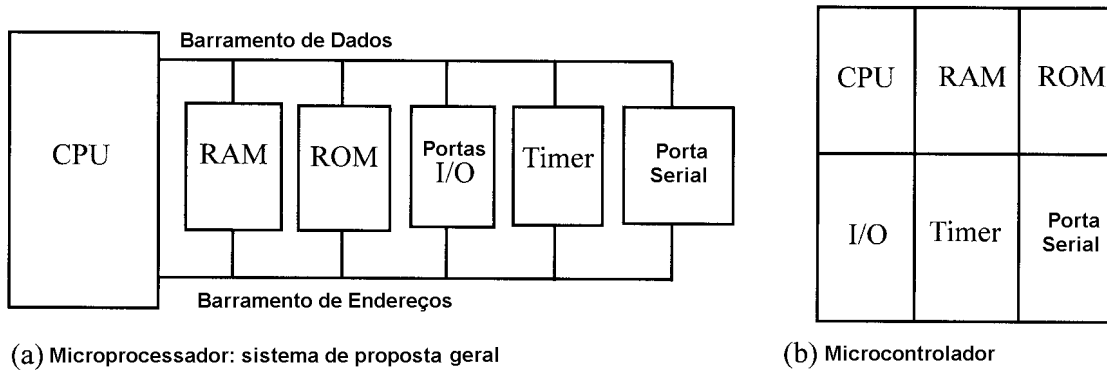 Barramento de Dados
CPU
RAM
ROM
Portas
I/O
Timer
Porta
Serial
Barramento de Endereços
(a) Microprocessador: sistema de proposta geral
CPU
RAM
ROM
I/O
Timer
Porta
Serial
(b) Microcontrolador